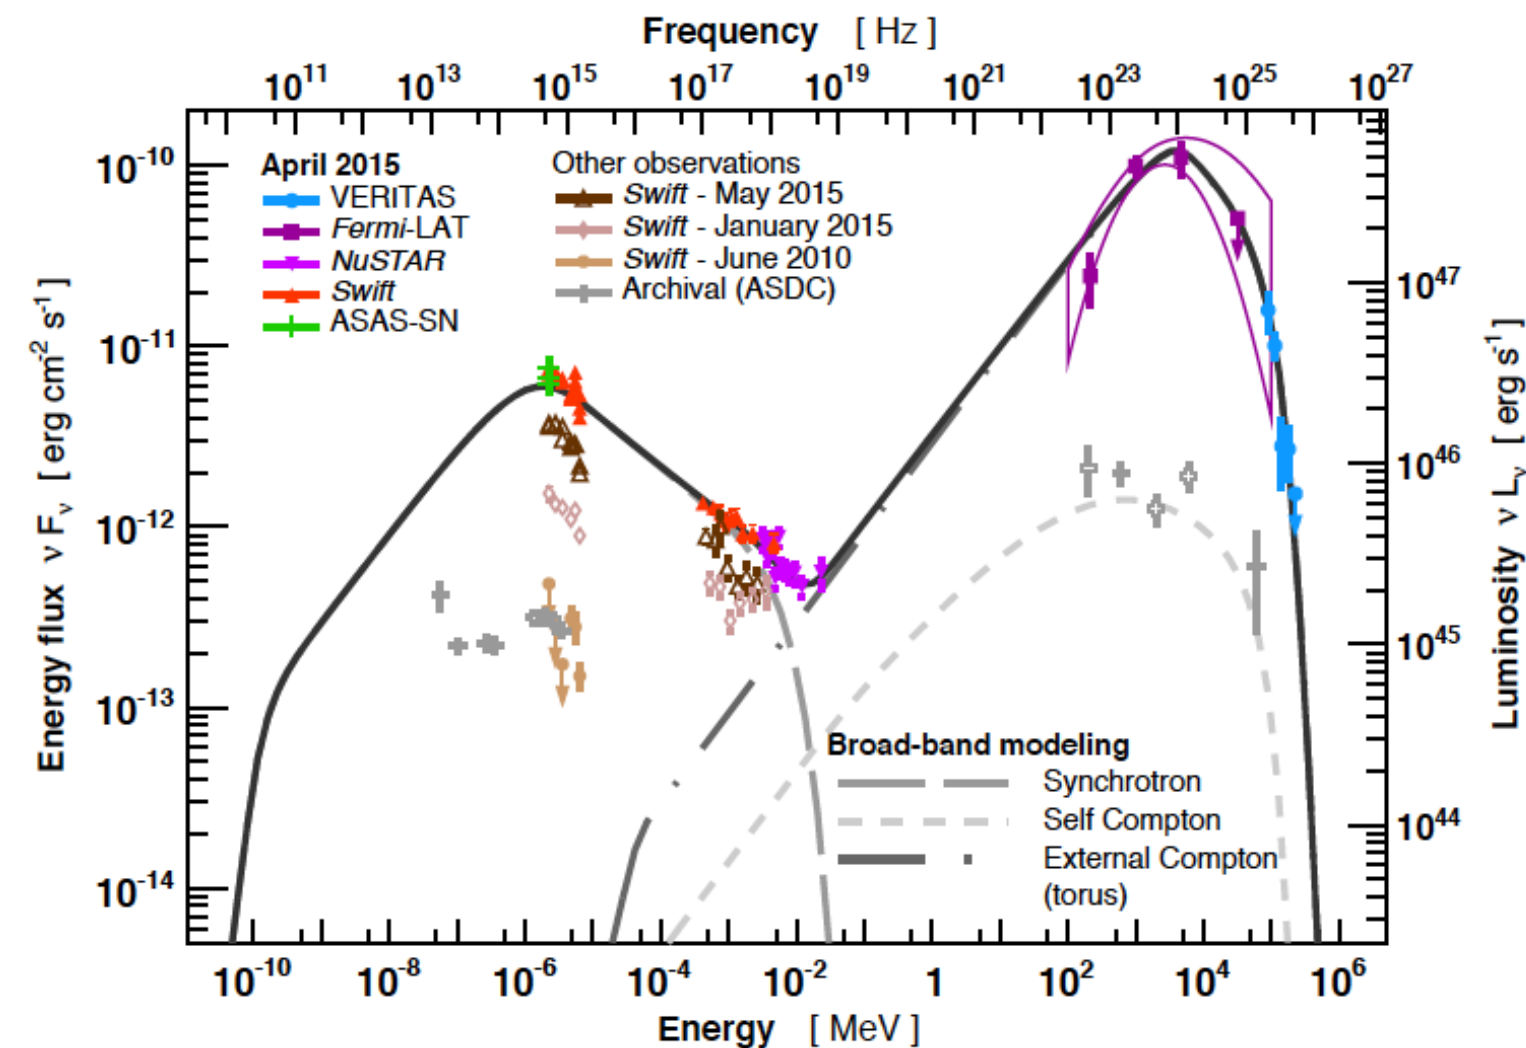 Frequency [ Hz ]
10^11 10^13 10^15 10^17 10^19 10^21 10^23 10^25 10^27
Energy flux ν F_ν [ erg cm^-2 s^-1 ]
10^-10
10^-11
10^-12
10^-13
10^-14
April 2015
VERITAS
Fermi-LAT
NuSTAR
Swift
ASAS-SN
Other observations
Swift - May 2015
Swift - January 2015
Swift - June 2010
Archival (ASDC)
Broad-band modeling
Synchrotron
Self Compton
External Compton
(torus)
10^47
10^46
10^45
10^44
Luminosity ν L_ν [ erg s^-1 ]
10^-10 10^-8 10^-6 10^-4 10^-2 1 10^2 10^4 10^6
Energy [ MeV ]